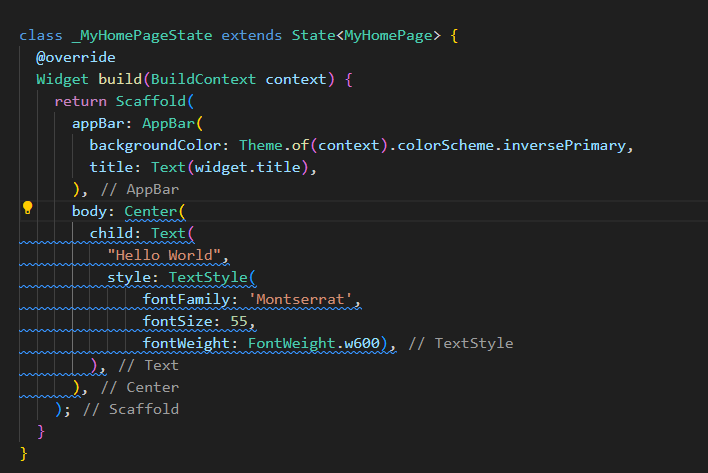 class _MyHomePageState extends State<MyHomePage> {
  @override
  Widget build(BuildContext context) {
    return Scaffold(
      appBar: AppBar(
        backgroundColor: Theme.of(context).colorScheme.inversePrimary,
        title: Text(widget.title),
      ), // AppBar
      body: Center(
        child: Text(
          "Hello World",
          style: TextStyle(
              fontFamily: 'Montserrat',
              fontSize: 55,
              fontWeight: FontWeight.w600), // TextStyle
        ), // Text
      ), // Center
    ); // Scaffold
  }
}